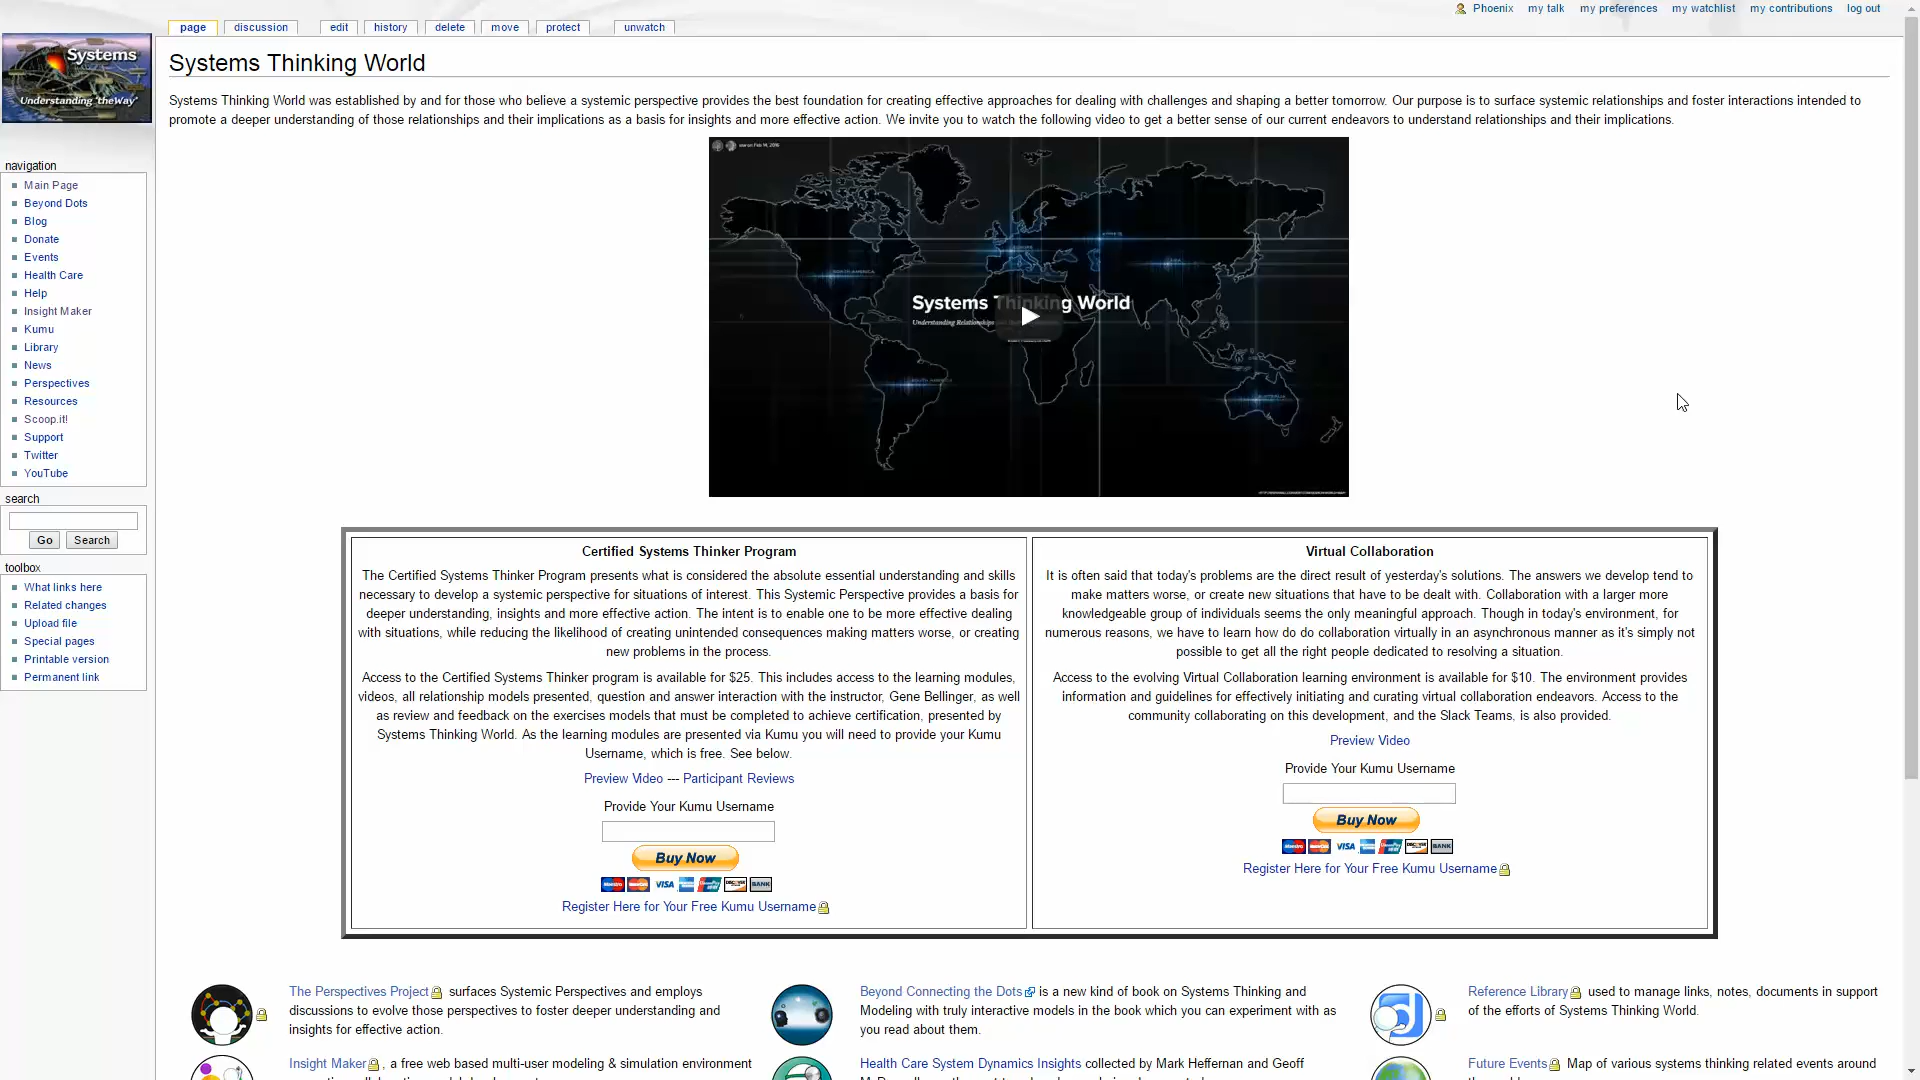 Phoenix my talk my preferences my watchlist my contributions log out
page discussion edit history delete move protect unwatch
Systems
Understanding "theWay"
Systems Thinking World
Systems Thinking World was established by and for those who believe a systemic perspective provides the best foundation for creating effective approaches for dealing with challenges and shaping a better tomorrow. Our purpose is to surface systemic relationships and foster interactions intended to
promote a deeper understanding of those relationships and their implications as a basis for insights and more effective action. We invite you to watch the following video to get a better sense of our current endeavors to understand relationships and their implications.
navigation
Main Page
Beyond Dots
Blog
Donate
Events
Health Care
Help
Insight Maker
Kumu
Library
News
Perspectives
Resources
Scoop.it!
Support
Twitter
YouTube
search
Go Search
toolbox
What links here
Related changes
Upload file
Special pages
Printable version
Permanent link
Systems Thinking World
Understanding Relationships
Certified Systems Thinker Program
The Certified Systems Thinker Program presents what is considered the absolute essential understanding and skills
necessary to develop a systemic perspective for situations of interest. This Systemic Perspective provides a basis for
deeper understanding, insights and more effective action. The intent is to enable one to be more effective dealing
with situations, while reducing the likelihood of creating unintended consequences making matters worse, or creating
new problems in the process.
Access to the Certified Systems Thinker program is available for $25. This includes access to the learning modules,
videos, all relationship models presented, question and answer interaction with the instructor, Gene Bellinger, as well
as review and feedback on the exercises models that must be completed to achieve certification, presented by
Systems Thinking World. As the learning modules are presented via Kumu you will need to provide your Kumu
Username, which is free. See below.
Preview Video --- Participant Reviews
Provide Your Kumu Username
Buy Now
Maestro MasterCard VISA DISCOVER BANK
Register Here for Your Free Kumu Username
Virtual Collaboration
It is often said that today's problems are the direct result of yesterday's solutions. The answers we develop tend to
make matters worse, or create new situations that have to be dealt with. Collaboration with a larger more
knowledgeable group of individuals seems the only meaningful approach. Though in today's environment, for
numerous reasons, we have to learn how do do collaboration virtually in an asynchronous manner as it's simply not
possible to get all the right people dedicated to resolving a situation.
Access to the evolving Virtual Collaboration learning environment is available for $10. The environment provides
information and guidelines for effectively initiating and curating virtual collaboration endeavors. Access to the
community collaborating on this development, and the Slack Teams, is also provided.
Preview Video
Provide Your Kumu Username
Buy Now
Maestro MasterCard VISA DISCOVER BANK
Register Here for Your Free Kumu Username
The Perspectives Project surfaces Systemic Perspectives and employs
discussions to evolve those perspectives to foster deeper understanding and
insights for effective action.
Beyond Connecting the Dots is a new kind of book on Systems Thinking and
Modeling with truly interactive models in the book which you can experiment with as
you read about them.
Reference Library used to manage links, notes, documents in support
of the efforts of Systems Thinking World.
Insight Maker , a free web based multi-user modeling & simulation environment
Health Care System Dynamics Insights collected by Mark Heffernan and Geoff
Future Events Map of various systems thinking related events around